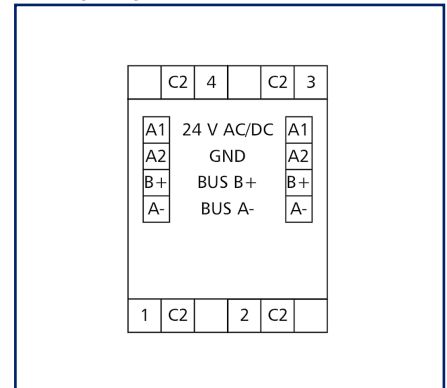 C2 4 C2 3
A1 24 V AC/DC A1
A2 GND A2
B+ BUS B+ B+
A- BUS A- A-
1 C2 2 C2